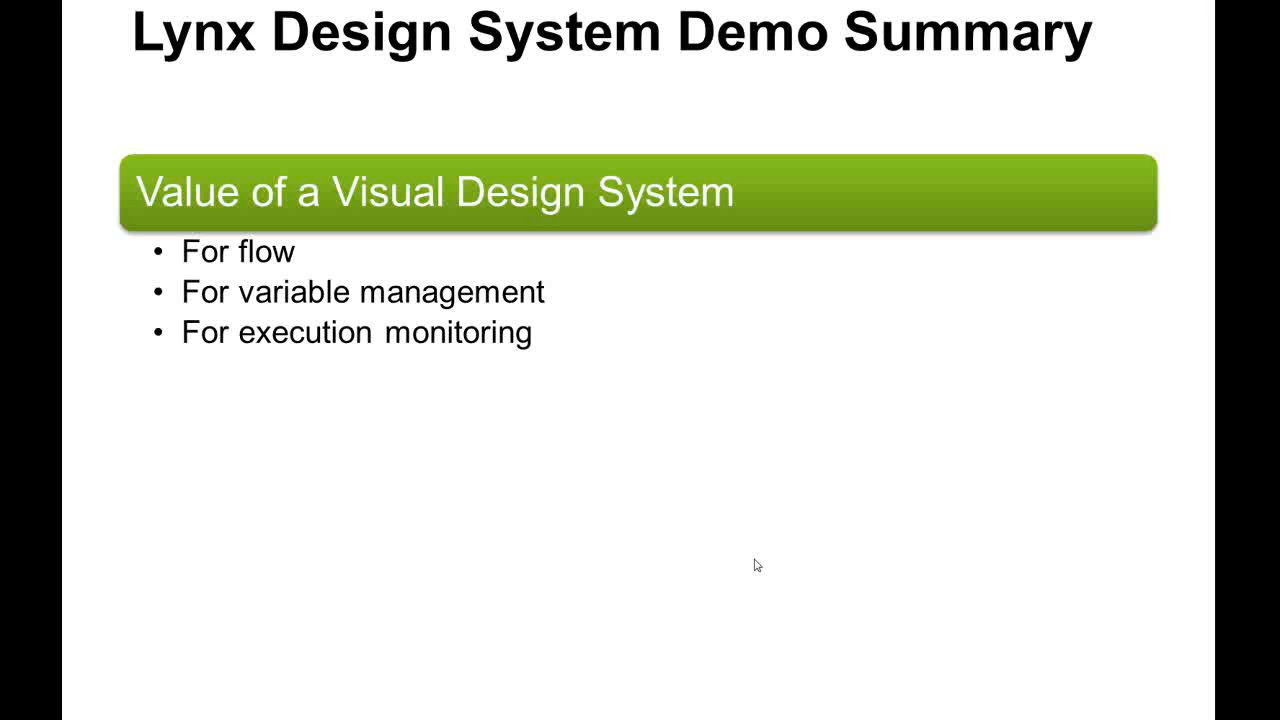 Lynx Design System Demo Summary
Value of a Visual Design System
• For flow
• For variable management
• For execution monitoring